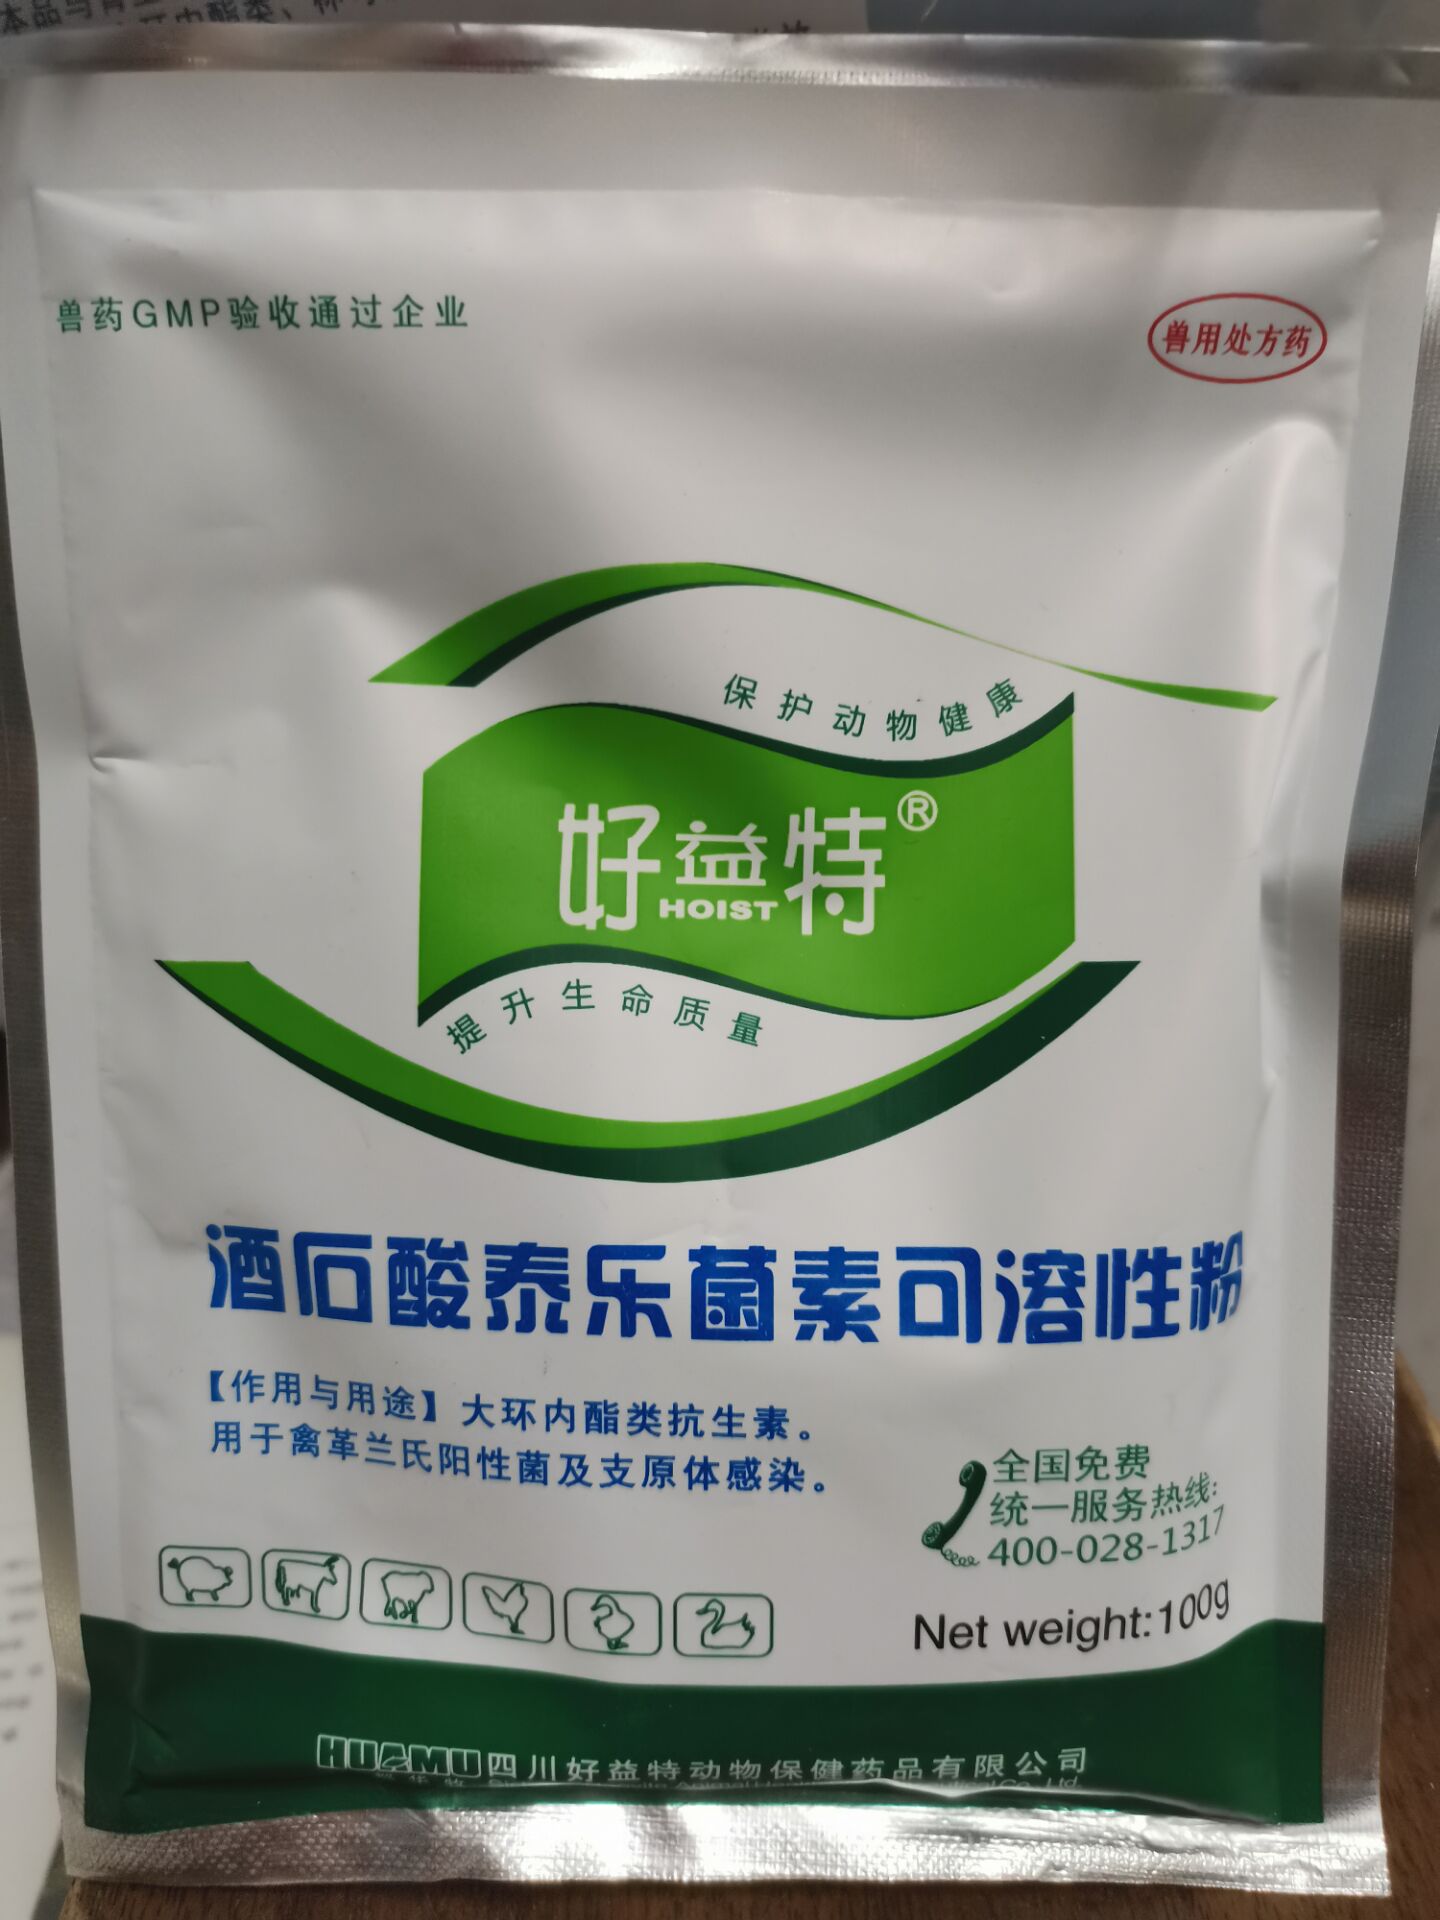 兽药GMP验收通过企业
兽用处方药
保护动物健康
好益特®
HOIST
提升生命质量
酒石酸泰乐菌素可溶性粉
【作用与用途】大环内酯类抗生素。
用于禽革兰氏阳性菌及支原体感染。
全国免费
统一服务热线:
400-028-1317
Net weight:100g
HUAMU 四川好益特动物保健药品有限公司